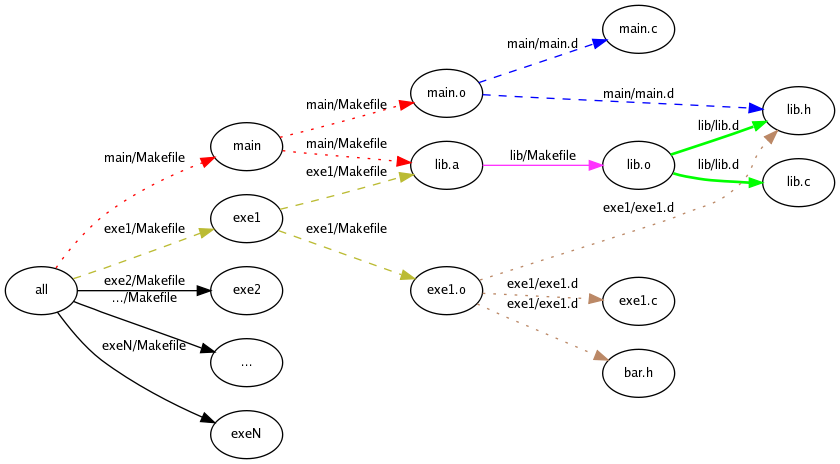 main.c
main/main.d
main.o
main/main.d
main/Makefile
lib.h
lib/lib.d
main
main/Makefile
main/Makefile
lib.a
lib/Makefile
lib.o
lib/lib.d
exe1/Makefile
lib.c
exe1
exe1/exe1.d
exe1/Makefile
exe1/Makefile
all
exe2/Makefile
exe2
.../Makefile
exe1.o
exe1/exe1.d
exe1.c
exe1/exe1.d
exeN/Makefile
...
bar.h
exeN